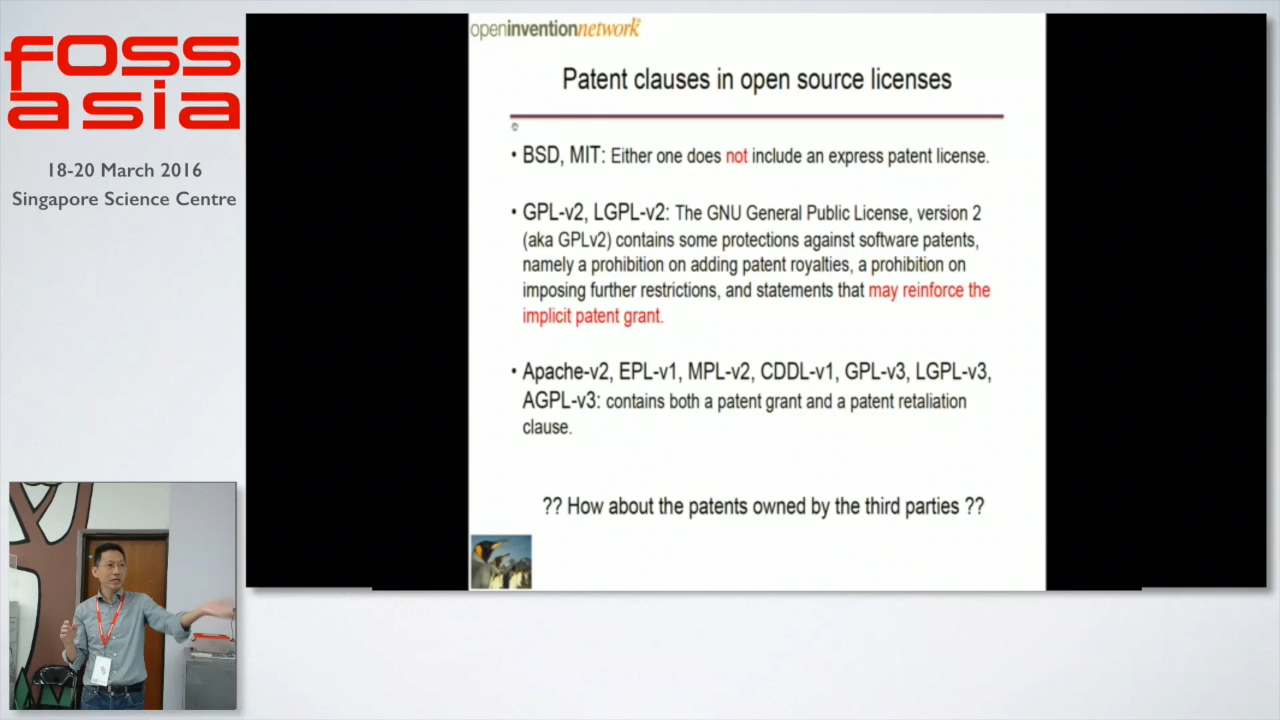 foss
asia
18-20 March 2016
Singapore Science Centre
openinventionnetwork
Patent clauses in open source licenses
• BSD, MIT: Either one does not include an express patent license.
• GPL-v2, LGPL-v2: The GNU General Public License, version 2
(aka GPLv2) contains some protections against software patents,
namely a prohibition on adding patent royalties, a prohibition on
imposing further restrictions, and statements that may reinforce the
implicit patent grant.
• Apache-v2, EPL-v1, MPL-v2, CDDL-v1, GPL-v3, LGPL-v3,
AGPL-v3: contains both a patent grant and a patent retaliation
clause.
?? How about the patents owned by the third parties ??